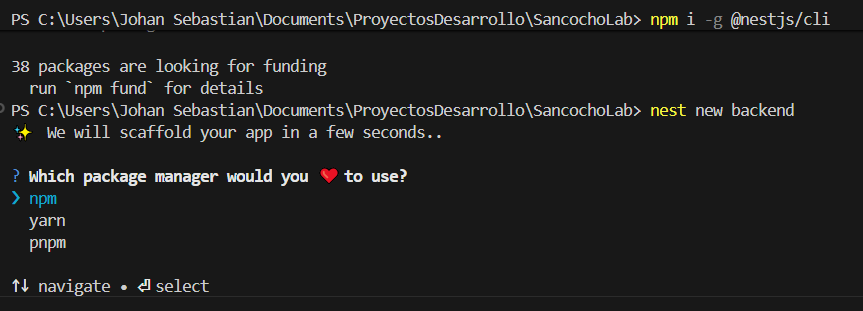 PS C:\Users\Johan Sebastian\Documents\ProyectosDesarrollo\SancochoLab> npm i -g @nestjs/cli
38 packages are looking for funding
run `npm fund` for details
PS C:\Users\Johan Sebastian\Documents\ProyectosDesarrollo\SancochoLab> nest new backend
✨ We will scaffold your app in a few seconds..
? Which package manager would you ❤️ to use?
❯ npm
yarn
pnpm
↑↓ navigate • ⏎ select